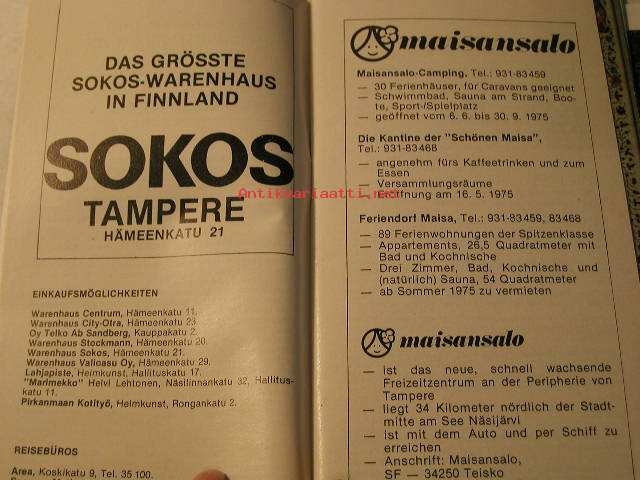 DAS GRÖSSTE
SOKOS-WARENHAUS
IN FINNLAND
SOKOS
TAMPERE
HÄMEENKATU 21
EINKAUFSMÖGLICHKEITEN
Warenhaus Centrum, Hämeenkatu 11.
Warenhaus City-Otra, Hämeenkatu 23
Oy Telko Ab Sandberg, Kauppakatu 2.
Warenhaus Stockmann, Hämeenkatu 20.
Warenhaus Sokos, Hämeenkatu 21.
Warenhaus Valioasu Oy, Hämeenkatu 29.
Lahjapiste, Heimkunst, Hallituskatu 17.
"Marimekko" Helvi Lehtonen, Näsilinnankatu 32, Hallitus-
katu 11.
Pirkanmaan Kotityö, Heimkunst, Rongankatu 2.
REISEBÜROS
Area, Koskikatu 9, Tel. 35 100.
maisansalo
Maisansalo-Camping, Tel.: 931-83459
— 30 Ferienhäuser, für Caravans geeignet
— Schwimmbad, Sauna am Strand, Boo-
te, Sport-/Spielplatz
— geöffnet vom 6. 6. bis 30. 9. 1975
Die Kantine der "Schönen Maisa",
Tel.: 931-83468
— angenehm fürs Kaffeetrinken und zum
Essen
— Versammlungsräume
— Eröffnung am 16. 5. 1975
Feriendorf Maisa, Tel.: 931-83459, 83468
— 89 Ferienwohnungen der Spitzenklasse
— Appartements, 26,5 Quadratmeter mit
Bad und Kochnische
— Drei Zimmer, Bad, Kochnische und
(natürlich) Sauna, 54 Quadratmeter
— ab Sommer 1975 zu vermieten
maisansalo
— ist das neue, schnell wachsende
Freizeitzentrum an der Peripherie von
Tampere
— liegt 34 Kilometer nördlich der Stadt-
mitte am See Näsijärvi
— Ist mit dem Auto und per Schiff zu
erreichen
— Anschrift: Maisansalo,
SF — 34250 Teisko
Antikvariaatti.net